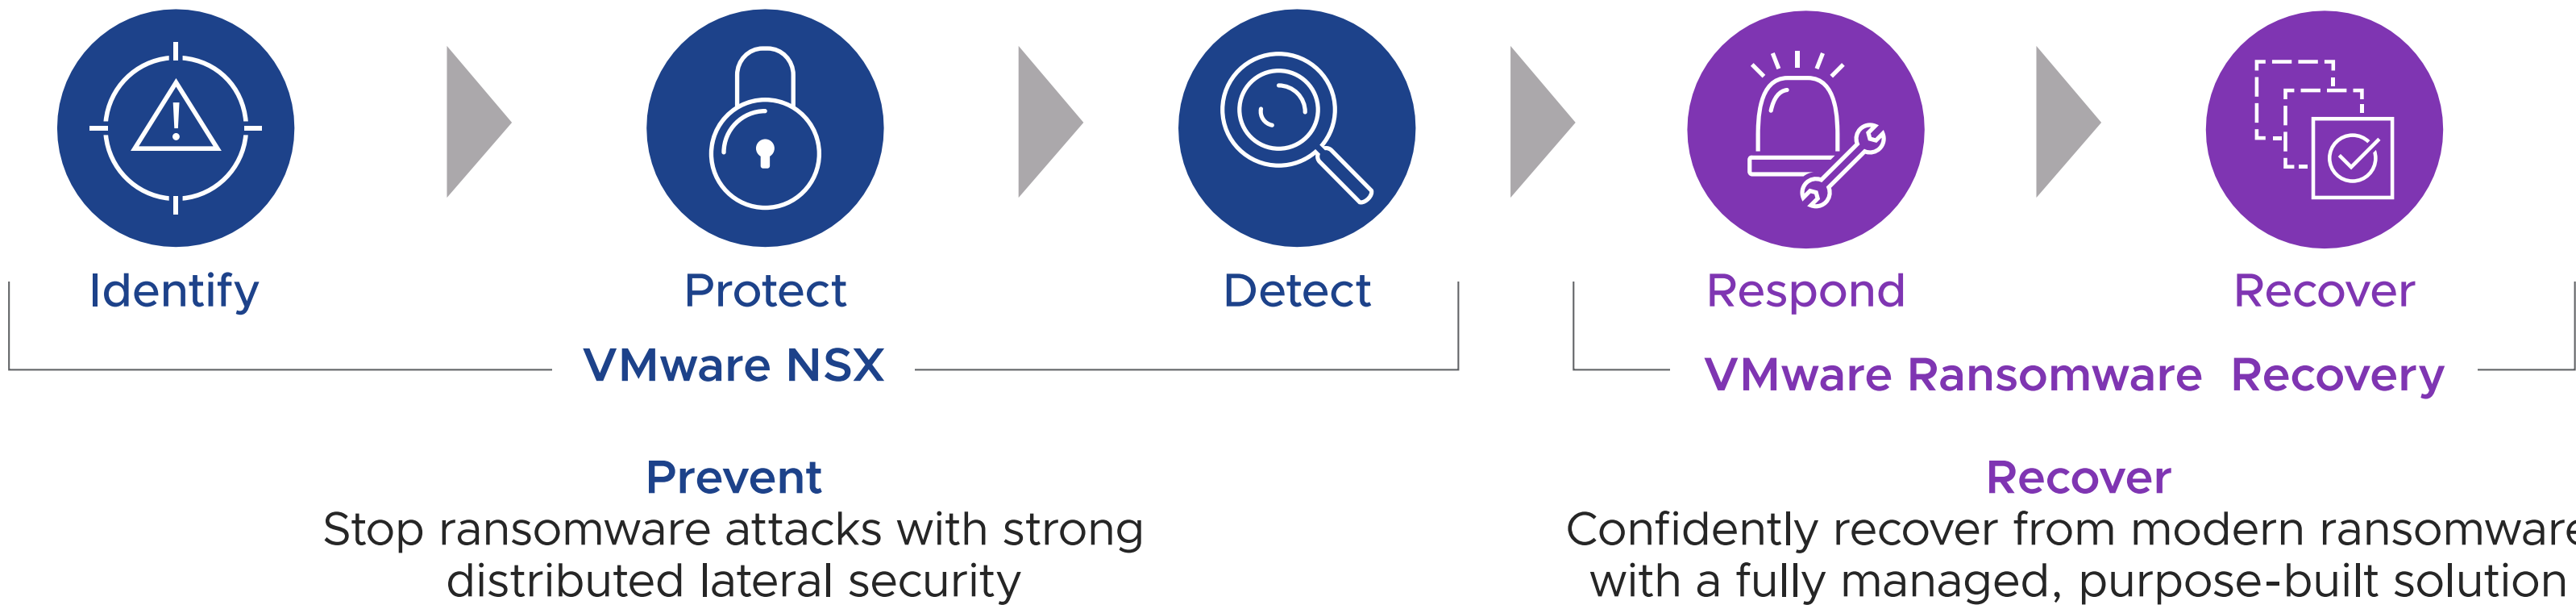 Identify
Protect
Detect
Respond
Recover
VMware NSX
VMware Ransomware Recovery
Prevent
Stop ransomware attacks with strong
distributed lateral security
Recover
Confidently recover from modern ransomware
with a fully managed, purpose-built solution